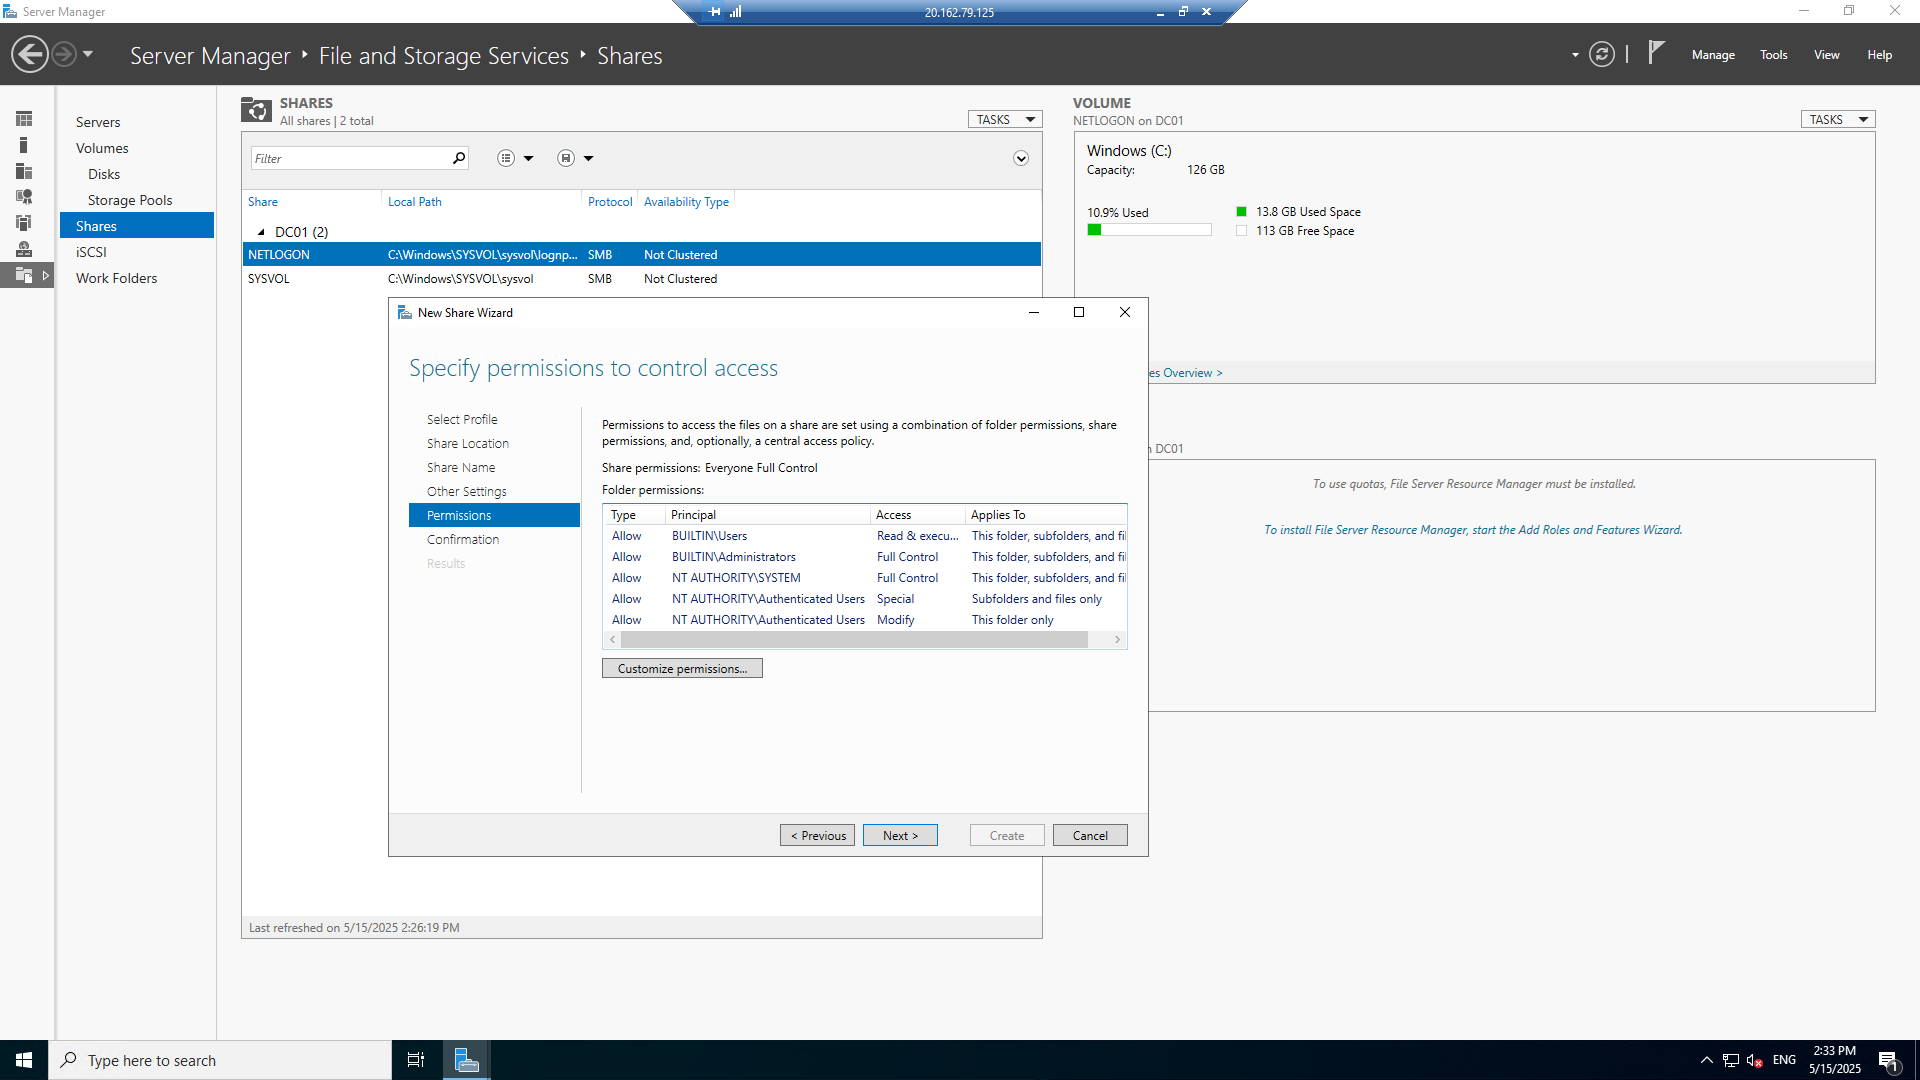 Server Manager
20.162.79.125
Server Manager ‣ File and Storage Services ‣ Shares
Manage
Tools
View
Help
Servers
Volumes
Disks
Storage Pools
Shares
iSCSI
Work Folders
SHARES
All shares | 2 total
TASKS
Filter
Share
Local Path
Protocol
Availability Type
DC01 (2)
NETLOGON C:\Windows\SYSVOL\sysvol\lognp... SMB Not Clustered
SYSVOL C:\Windows\SYSVOL\sysvol SMB Not Clustered
Last refreshed on 5/15/2025 2:26:19 PM
VOLUME
NETLOGON on DC01
TASKS
Windows (C:)
Capacity: 126 GB
10.9% Used
13.8 GB Used Space
113 GB Free Space
es Overview >
DC01
To use quotas, File Server Resource Manager must be installed.
To install File Server Resource Manager, start the Add Roles and Features Wizard.
New Share Wizard
Specify permissions to control access
Select Profile
Share Location
Share Name
Other Settings
Permissions
Confirmation
Results
Permissions to access the files on a share are set using a combination of folder permissions, share
permissions, and, optionally, a central access policy.
Share permissions: Everyone Full Control
Folder permissions:
Type Principal Access Applies To
Allow BUILTIN\Users Read & execu... This folder, subfolders, and fi
Allow BUILTIN\Administrators Full Control This folder, subfolders, and fi
Allow NT AUTHORITY\SYSTEM Full Control This folder, subfolders, and fi
Allow NT AUTHORITY\Authenticated Users Special Subfolders and files only
Allow NT AUTHORITY\Authenticated Users Modify This folder only
Customize permissions...
< Previous
Next >
Create
Cancel
Type here to search
ENG
2:33 PM
5/15/2025
1